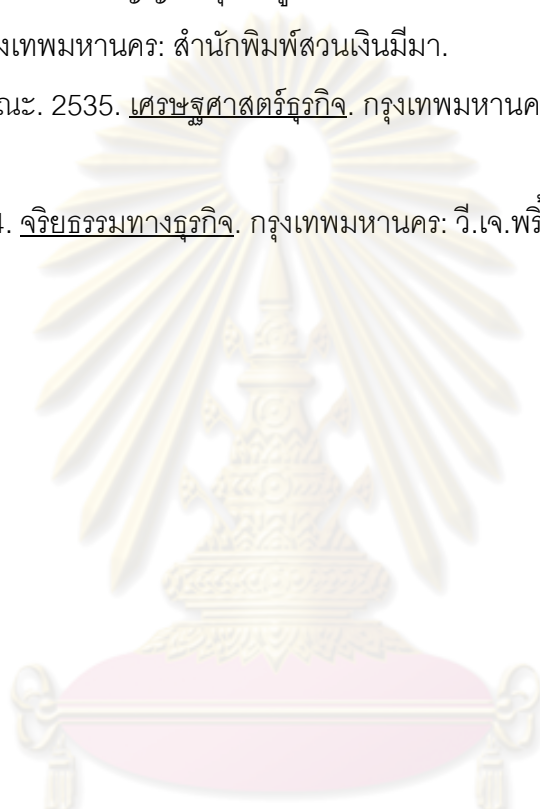 งเทพมหานคร: สำนักพิมพ์สวนเงินมีมา.
ณะ. 2535. เศรษฐศาสตร์ธุรกิจ. กรุงเทพมหานค
. จริยธรรมทางธุรกิจ. กรุงเทพมหานคร: วี.เจ.พริ้